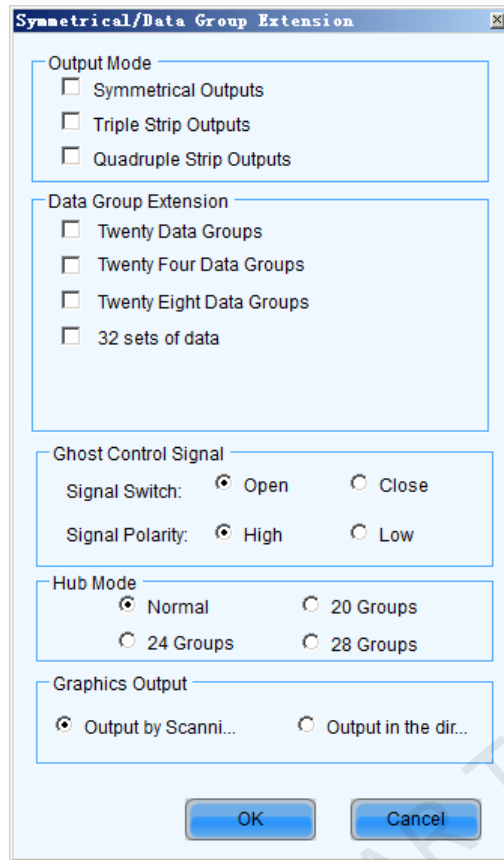 Symmetrical/Data Group Extension
Output Mode
Symmetrical Outputs
Triple Strip Outputs
Quadruple Strip Outputs
Data Group Extension
Twenty Data Groups
Twenty Four Data Groups
Twenty Eight Data Groups
32 sets of data
Ghost Control Signal
Signal Switch: Open Close
Signal Polarity: High Low
Hub Mode
Normal 20 Groups
24 Groups 28 Groups
Graphics Output
Output by Scanni... Output in the dir...
OK Cancel